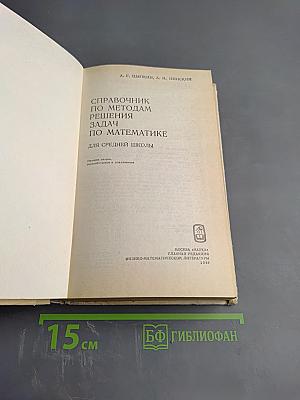 А. Г. ЦЫПКИН, А. И. ПИНСКИЙ
СПРАВОЧНИК
ПО МЕТОДАМ
РЕШЕНИЯ
ЗАДАЧ
ПО МАТЕМАТИКЕ
ДЛЯ СРЕДНЕЙ ШКОЛЫ
МОСКВА «НАУКА»
ГЛАВНАЯ РЕДАКЦИЯ
ФИЗИКО-МАТЕМАТИЧЕСКОЙ ЛИТЕРАТУРЫ
15 см
БФ БИБЛИОФАН